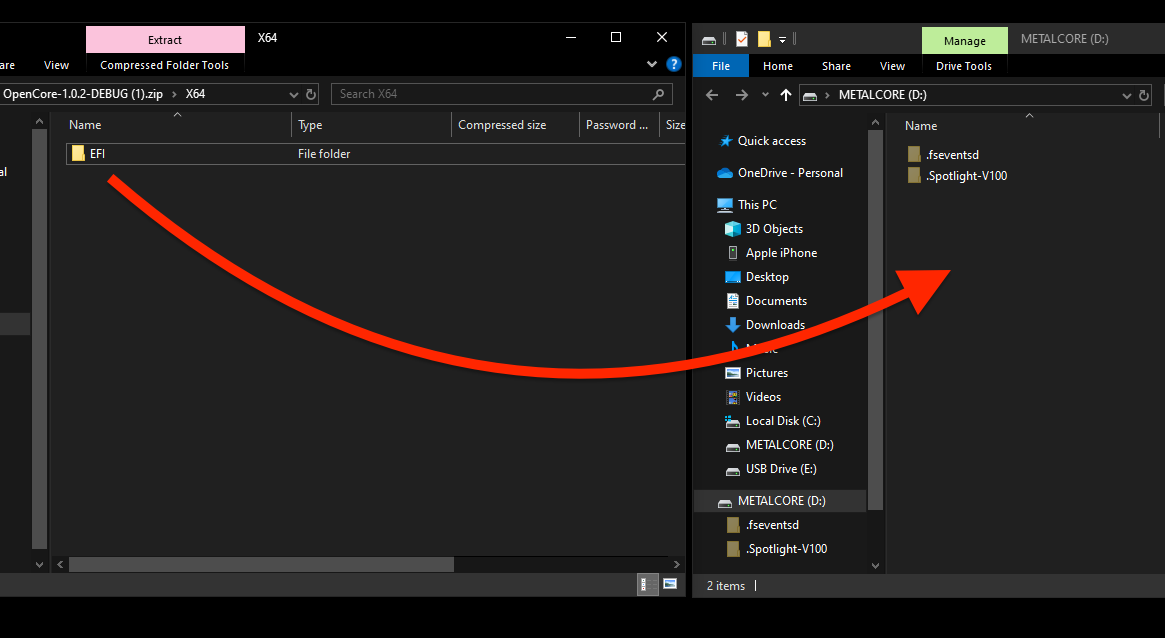 Extract
X64
are
View
Compressed Folder Tools
?
OpenCore-1.0.2-DEBUG (1).zip › X64
Search X64
Name
Type
Compressed size
Password ...
Size
EFI
File folder
al
Manage
METALCORE (D:)
File
Home
Share
View
Drive Tools
METALCORE (D:)
Quick access
OneDrive - Personal
This PC
3D Objects
Apple iPhone
Desktop
Documents
Downloads
Music
Pictures
Videos
Local Disk (C:)
METALCORE (D:)
USB Drive (E:)
METALCORE (D:)
.fseventsd
.Spotlight-V100
Name
.fseventsd
.Spotlight-V100
2 items